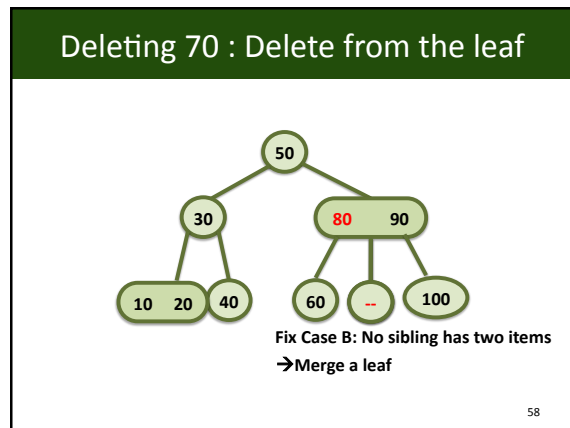 Deleting 70 : Delete from the leaf
50
30
80 90
10 20 40 60 -- 100
Fix Case B: No sibling has two items
→Merge a leaf
58